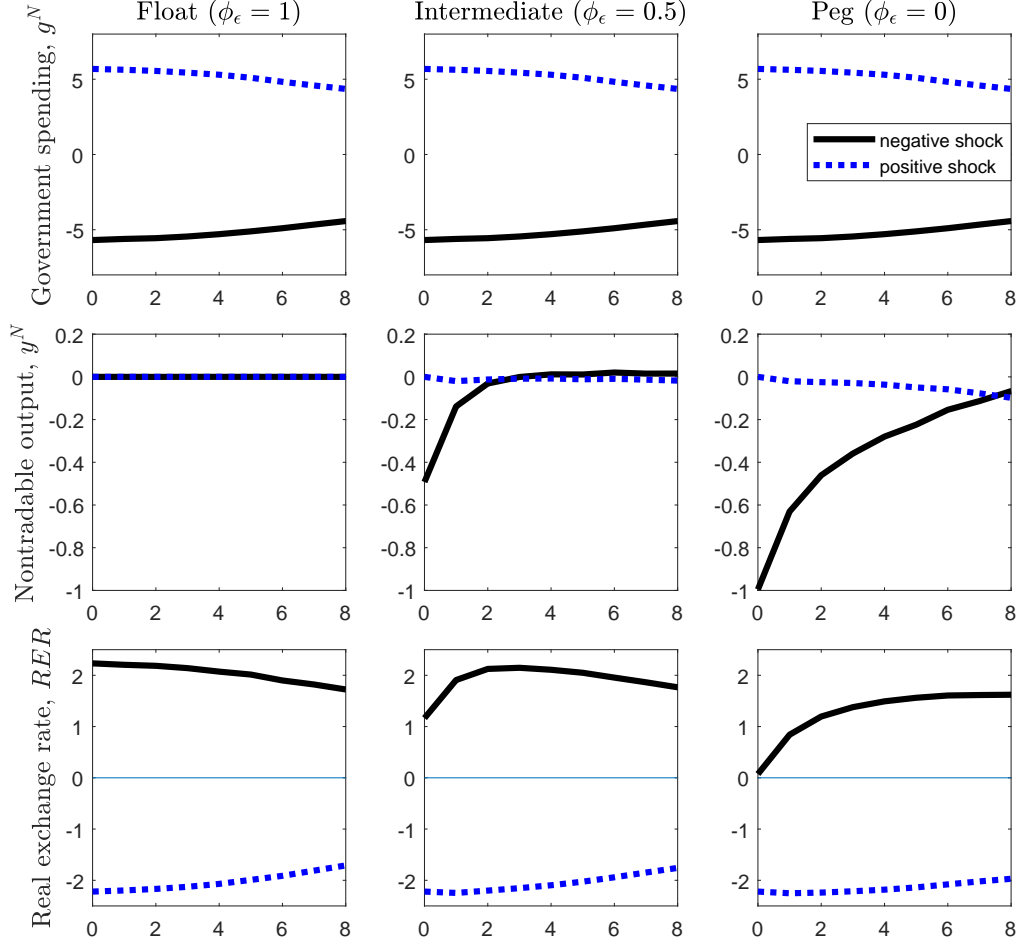 Float (ϕϵ = 1)
Intermediate (ϕϵ = 0.5)
Peg (ϕϵ = 0)
Government spending, g^N
5
0
-5
0 2 4 6 8
5
0
-5
0 2 4 6 8
5
0
-5
0 2 4 6 8
negative shock
positive shock
Nontradable output, y^N
0.2
0
-0.2
-0.4
-0.6
-0.8
-1
0 2 4 6 8
0.2
0
-0.2
-0.4
-0.6
-0.8
-1
0 2 4 6 8
0.2
0
-0.2
-0.4
-0.6
-0.8
-1
0 2 4 6 8
Real exchange rate, RER
2
1
0
-1
-2
0 2 4 6 8
2
1
0
-1
-2
0 2 4 6 8
2
1
0
-1
-2
0 2 4 6 8